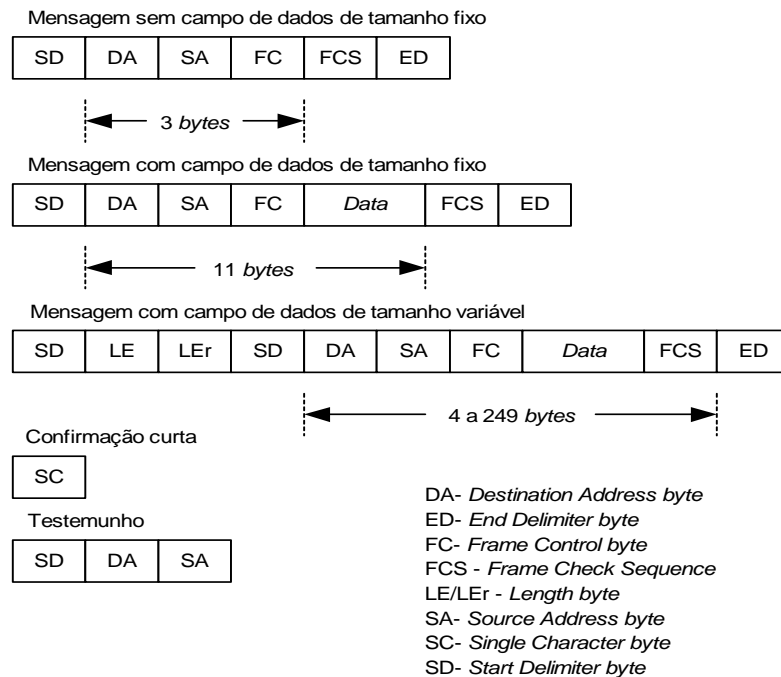 Mensagem sem campo de dados de tamanho fixo
SD DA SA FC FCS ED
3 bytes
Mensagem com campo de dados de tamanho fixo
SD DA SA FC Data FCS ED
11 bytes
Mensagem com campo de dados de tamanho variável
SD LE LEr SD DA SA FC Data FCS ED
4 a 249 bytes
Confirmação curta
SC
Testemunho
SD DA SA
DA- Destination Address byte
ED- End Delimiter byte
FC- Frame Control byte
FCS - Frame Check Sequence
LE/LEr - Length byte
SA- Source Address byte
SC- Single Character byte
SD- Start Delimiter byte